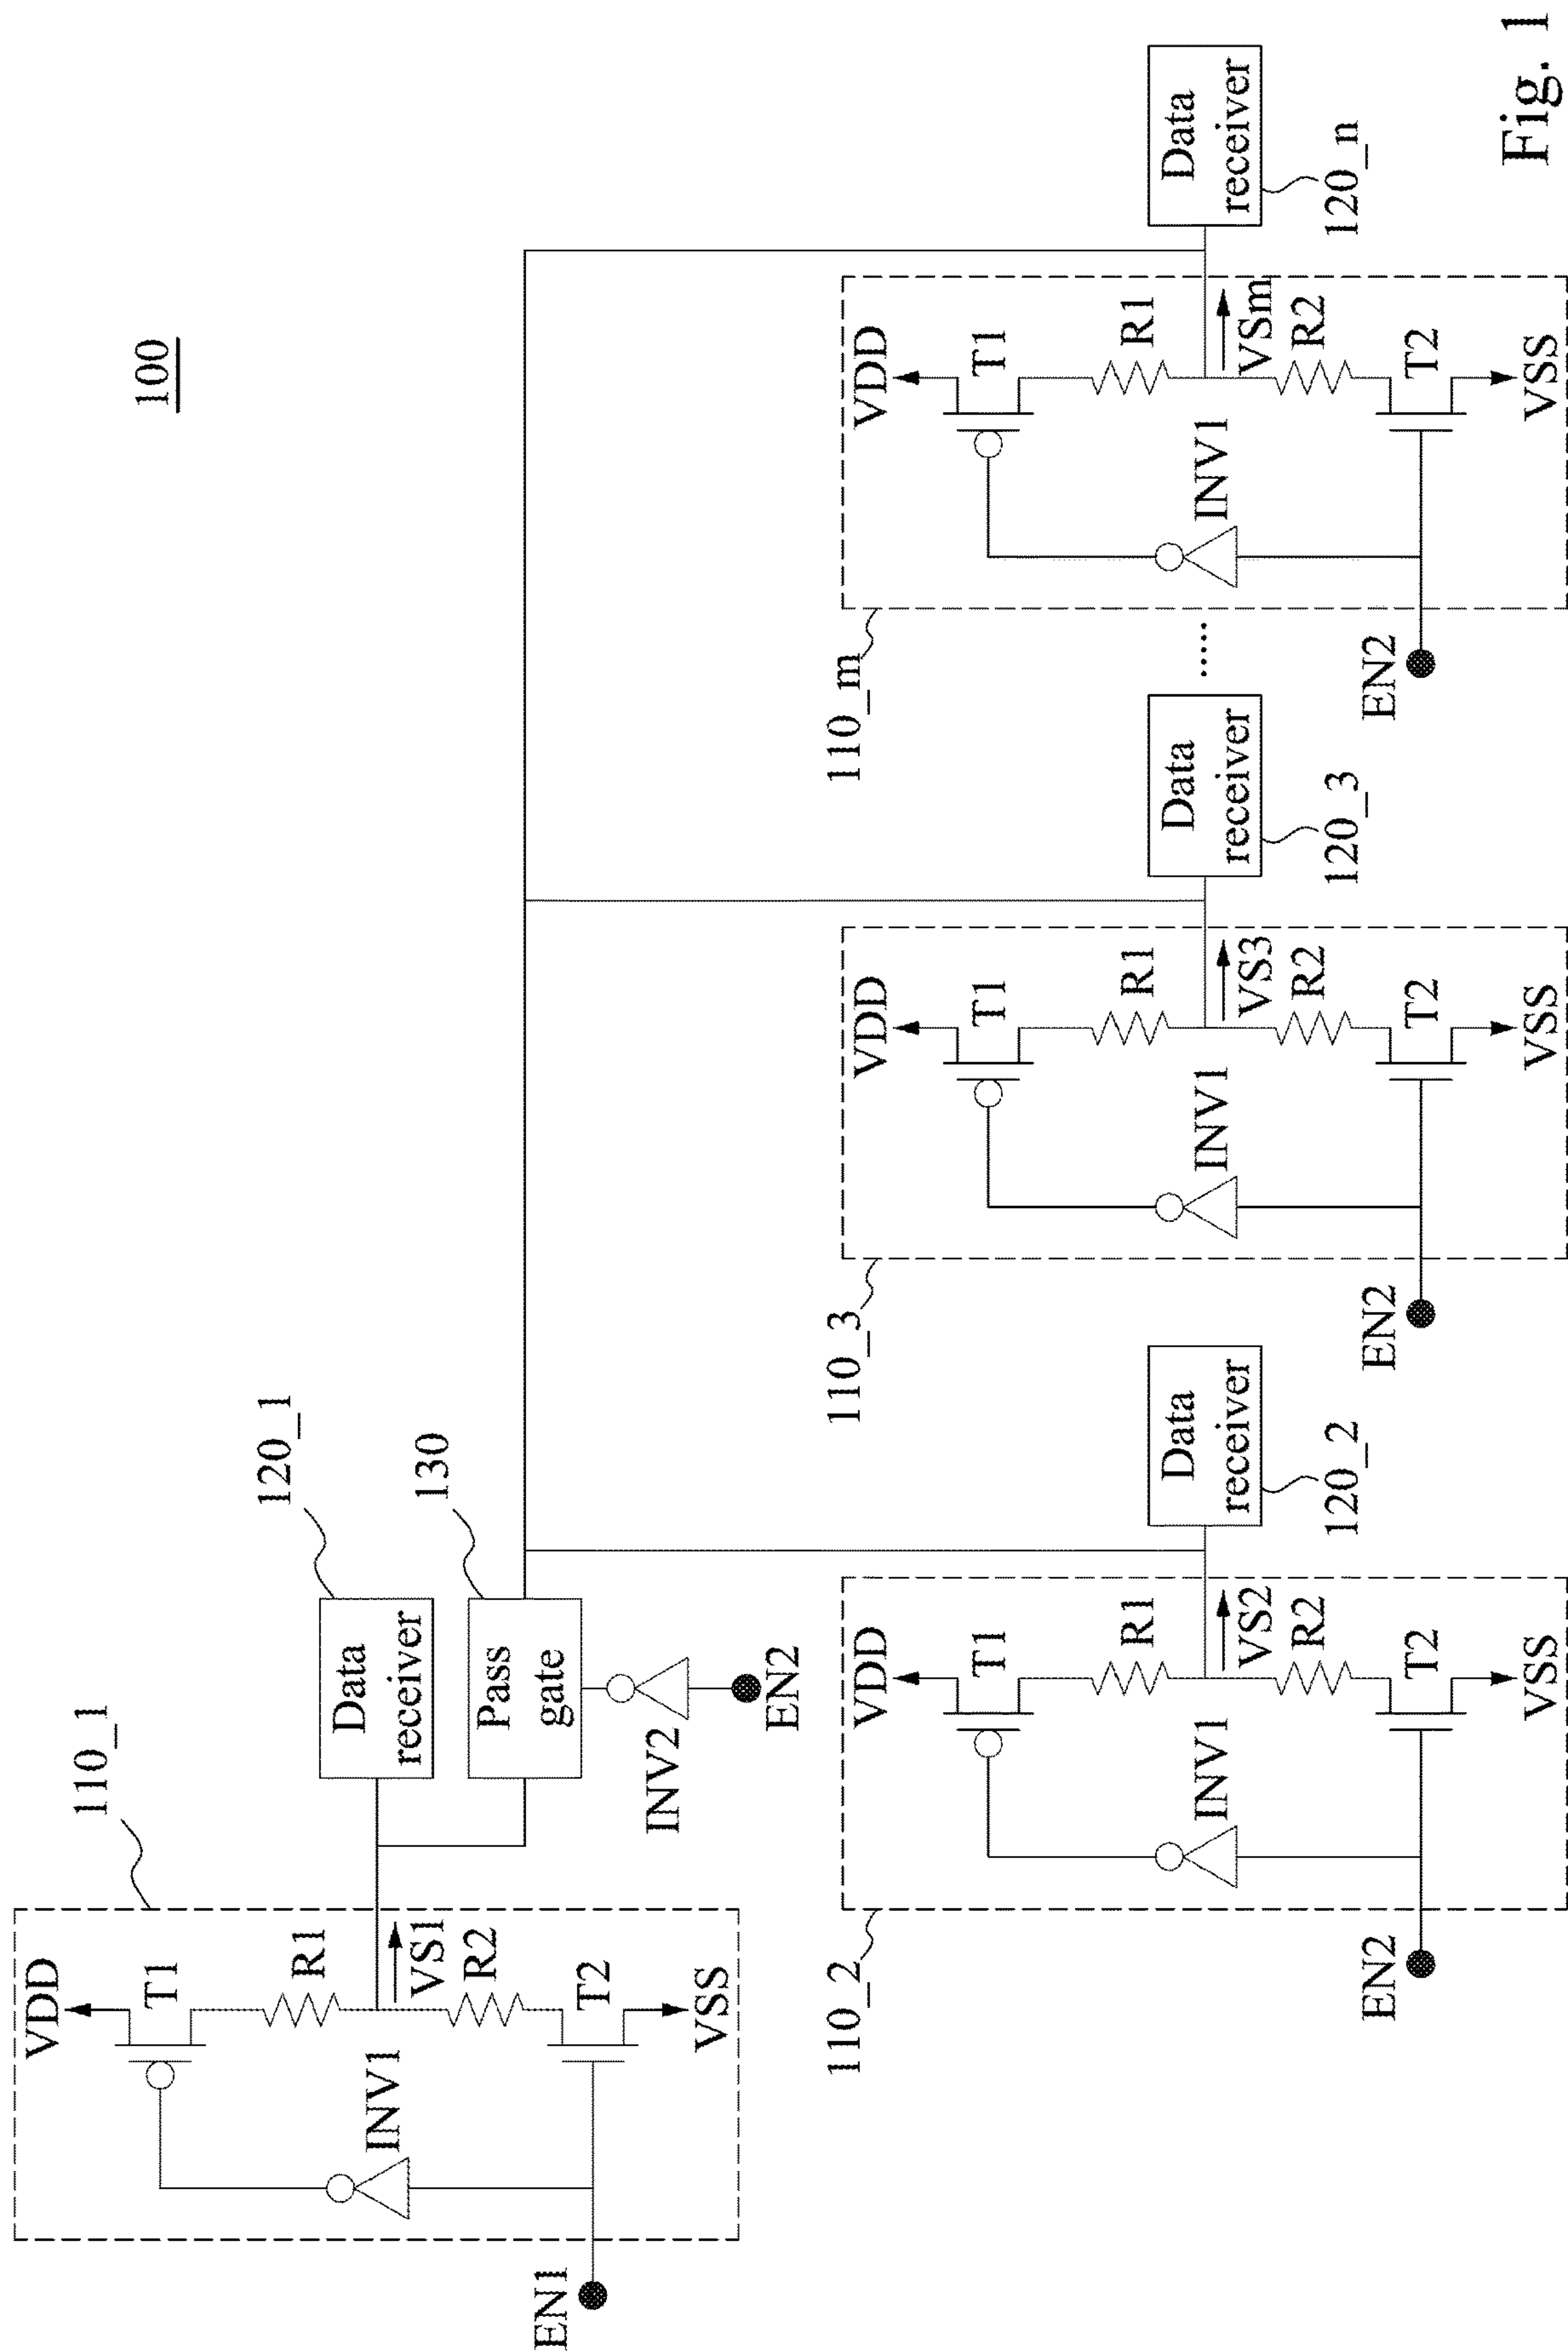 100
110_1
VDD
T1
R1
INV1
VS1
R2
T2
VSS
EN1
120_1
Data
receiver
130
Pass
gate
INV2
EN2
110_2
VDD
T1
R1
INV1
VS2
R2
T2
VSS
EN2
Data
receiver
120_2
110_3
VDD
T1
R1
INV1
VS3
R2
T2
VSS
EN2
Data
receiver
120_3
......
110_m
VDD
T1
R1
INV1
VSm
R2
T2
VSS
EN2
Data
receiver
120_n
Fig. 1